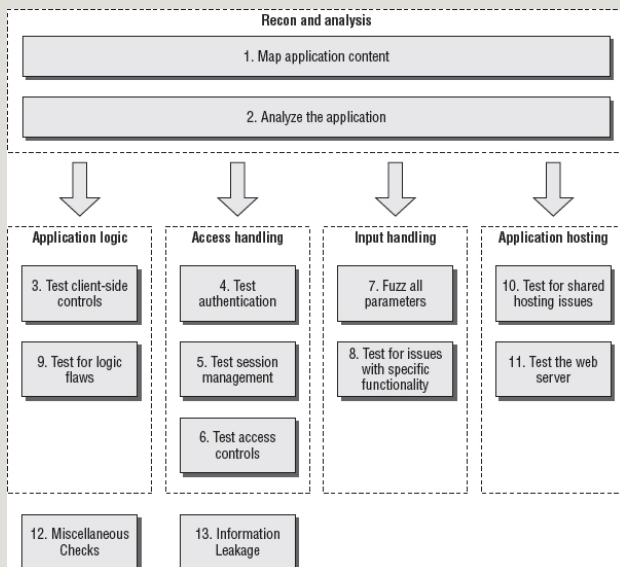 Recon and analysis
1. Map application content
2. Analyze the application
Application logic
3. Test client-side
controls
9. Test for logic
flaws
Access handling
4. Test
authentication
5. Test session
management
6. Test access
controls
Input handling
7. Fuzz all
parameters
8. Test for issues
with specific
functionality
Application hosting
10. Test for shared
hosting issues
11. Test the web
server
12. Miscellaneous
Checks
13. Information
Leakage